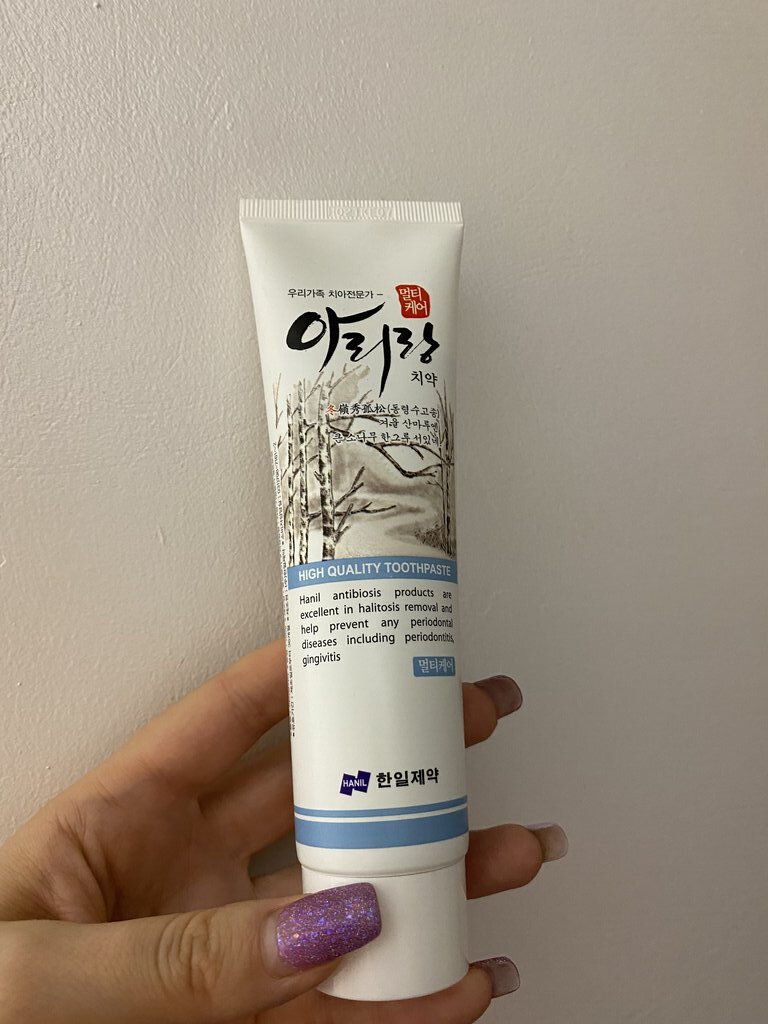 우리가족 치아전문가 -
멀티
케어
아리랑
치약
冬嶺秀孤松(동령수고송)
겨울 산마루엔
큰 소나무 한그루 서있네
HIGH QUALITY TOOTHPASTE
Hanil antibiosis products are
excellent in halitosis removal and
help prevent any periodontal
diseases including periodontitis,
gingivitis
멀티케어
HANIL 한일제약